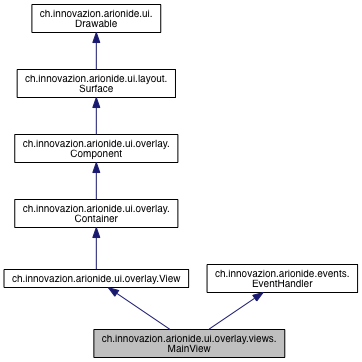 ch.innovazion.arionide.ui.
Drawable
ch.innovazion.arionide.ui.layout.
Surface
ch.innovazion.arionide.ui.overlay.
Component
ch.innovazion.arionide.ui.overlay.
Container
ch.innovazion.arionide.ui.overlay.View
ch.innovazion.arionide.events.
EventHandler
ch.innovazion.arionide.ui.overlay.views.
MainView